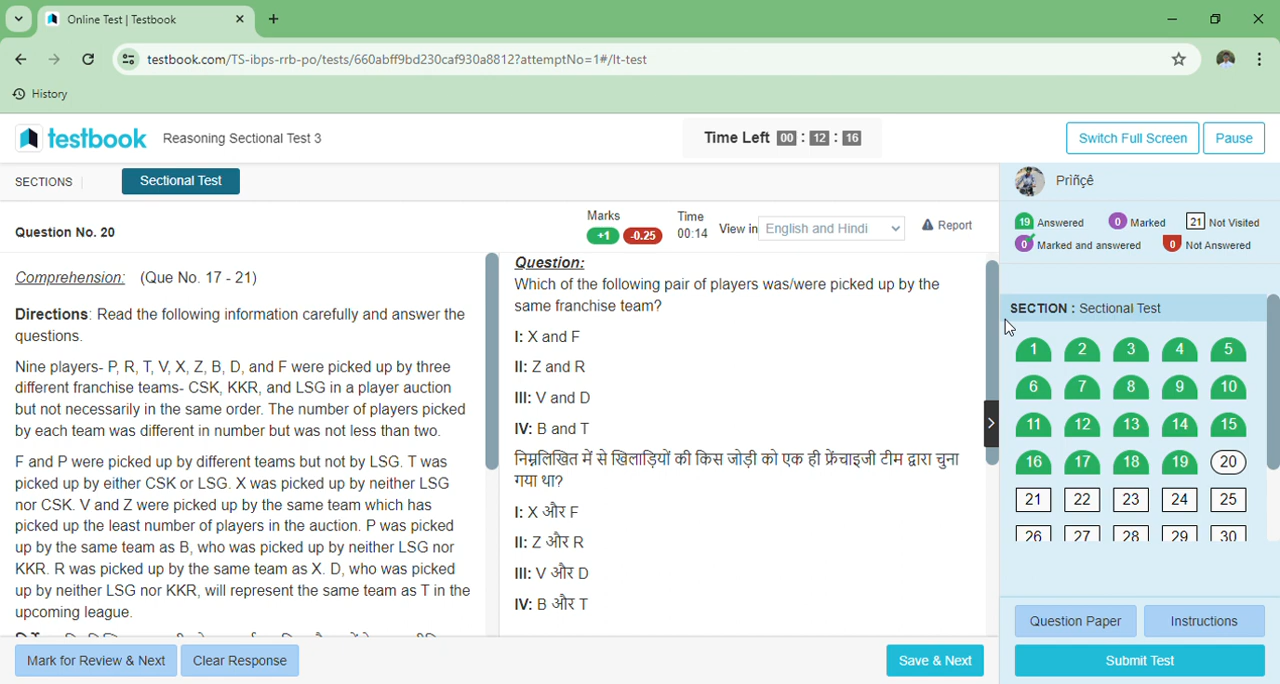 Online Test | Testbook
testbook.com/TS-ibps-rrb-po/tests/660abff9bd230caf930a8812?attemptNo=1#/lt-test
History
testbook
Reasoning Sectional Test 3
Time Left 00 : 12 : 16
Switch Full Screen
Pause
SECTIONS
Sectional Test
Priñçê
Question No. 20
Marks
+1 -0.25
Time
00:14
View in English and Hindi
Report
19 Answered
0 Marked
21 Not Visited
0 Marked and answered
0 Not Answered
Comprehension: (Que No. 17 - 21)
Directions: Read the following information carefully and answer the
questions.
Nine players- P, R, T, V, X, Z, B, D, and F were picked up by three
different franchise teams- CSK, KKR, and LSG in a player auction
but not necessarily in the same order. The number of players picked
by each team was different in number but was not less than two.
F and P were picked up by different teams but not by LSG. T was
picked up by either CSK or LSG. X was picked up by neither LSG
nor CSK. V and Z were picked up by the same team which has
picked up the least number of players in the auction. P was picked
up by the same team as B, who was picked up by neither LSG nor
KKR. R was picked up by the same team as X. D, who was picked
up by neither LSG nor KKR, will represent the same team as T in the
upcoming league.
Question:
Which of the following pair of players was/were picked up by the
same franchise team?
I: X and F
II: Z and R
III: V and D
IV: B and T
निम्नलिखित में से खिलाड़ियों की किस जोड़ी को एक ही फ्रेंचाइजी टीम द्वारा चुना
गया था?
I: X और F
II: Z और R
III: V और D
IV: B और T
SECTION : Sectional Test
1 2 3 4 5
6 7 8 9 10
11 12 13 14 15
16 17 18 19 20
21 22 23 24 25
26 27 28 29 30
Question Paper
Instructions
Mark for Review & Next
Clear Response
Save & Next
Submit Test